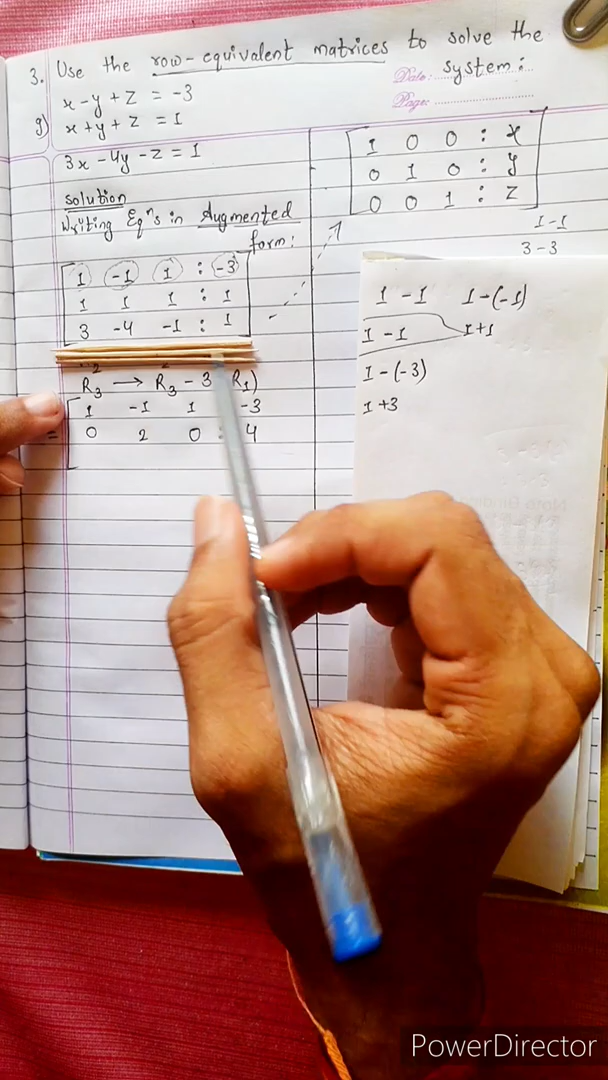 3. Use the row-equivalent matrices to solve the system:
Date:
Page:
g) x - y + z = -3
x + y + z = 1
3x - 4y - z = 1
solution
Writing Eqⁿs in Augmented form:
1 -1 1 : -3
1 1 1 : 1
3 -4 -1 : 1
R₃ → R₃ - 3 R₁)
1 -1 1 -3
= 0 2 0 : 4
1 0 0 : x
0 1 0 : y
0 0 1 : z
1-1
3-3
1 -1 1-(-1)
1 -1 1+1
1-(-3)
1+3
PowerDirector